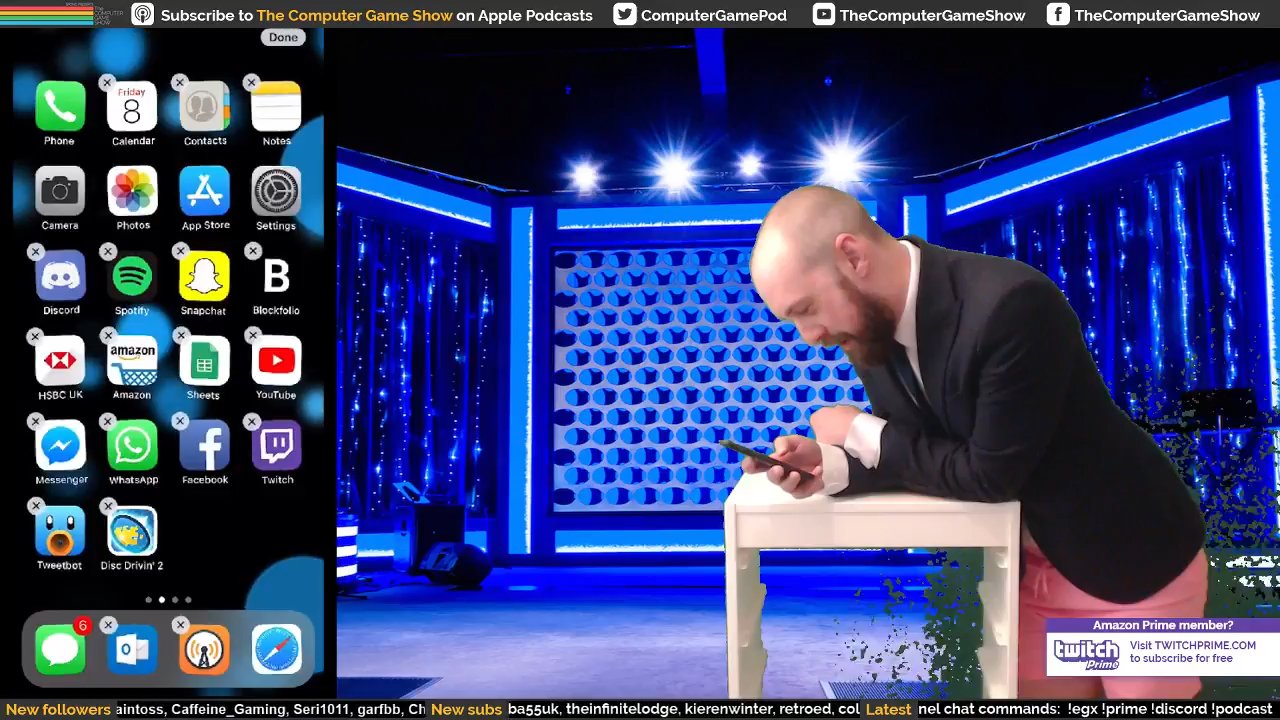 Subscribe to The Computer Game Show on Apple Podcasts
ComputerGamePod
TheComputerGameShow
TheComputerGameShow
Done
Friday
8
Phone
Calendar
Contacts
Notes
Camera
Photos
App Store
Settings
B
Discord
Spotify
Snapchat
Blockfolio
amazon
HSBC UK
Amazon
Sheets
YouTube
Messenger
WhatsApp
Facebook
Twitch
Tweetbot
Disc Drivin' 2
6
Amazon Prime member?
twitch
Prime
Visit TWITCHPRIME.COM
to subscribe for free
New followers aintoss, Caffeine_Gaming, Seri1011, garfbb, Ch
New subs ba55uk, theinfinitelodge, kierenwinter, retroed, col
Latest nel chat commands: !egx !prime !discord !podcast